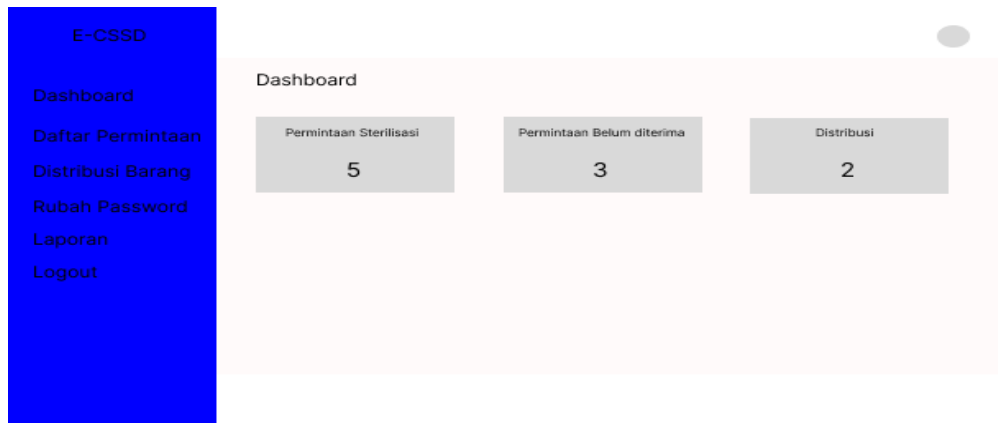 E-CSSD
Dashboard
Daftar Permintaan
Distribusi Barang
Rubah Password
Laporan
Logout
Dashboard
Permintaan Sterilisasi
5
Permintaan Belum diterima
3
Distribusi
2